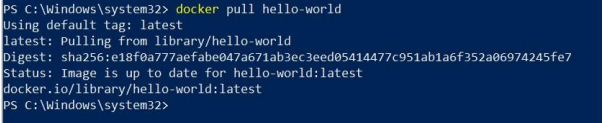 PS C:\Windows\system32> docker pull hello-world
Using default tag: latest
latest: Pulling from library/hello-world
Digest: sha256:e18f0a777aefabe047a671ab3ec3eed05414477c951ab1a6f352a06974245fe7
Status: Image is up to date for hello-world:latest
docker.io/library/hello-world:latest
PS C:\Windows\system32>